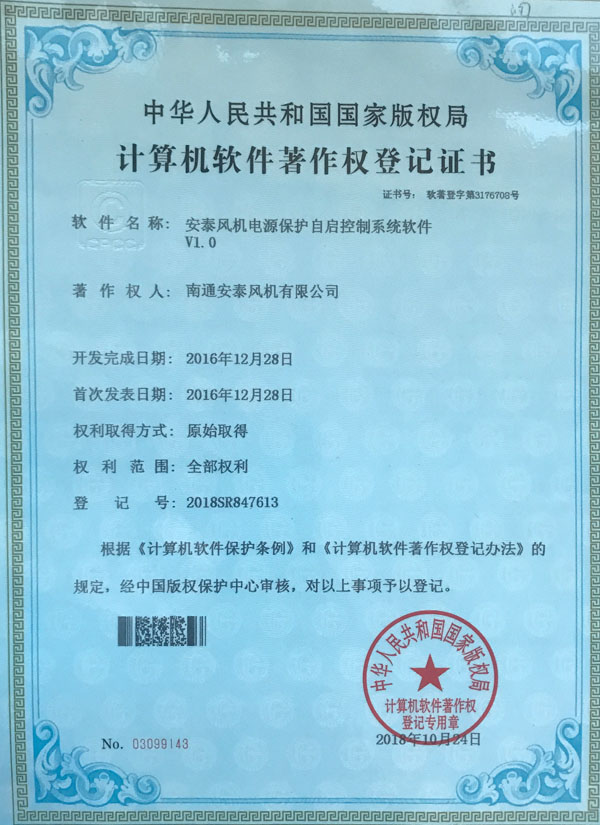 中华人民共和国国家版权局
计算机软件著作权登记证书
证书号： 软著登字第3176708号
软件名称： 安泰风机电源保护自启控制系统软件
V1.0
著作权人： 南通安泰风机有限公司
开发完成日期： 2016年12月28日
首次发表日期： 2016年12月28日
权利取得方式： 原始取得
权利范围： 全部权利
登记号： 2018SR847613
根据《计算机软件保护条例》和《计算机软件著作权登记办法》的
规定，经中国版权保护中心审核，对以上事项予以登记。
中华人民共和国国家版权局
计算机软件著作权
登记专用章
No. 03099143
2018年10月24日
CPCC